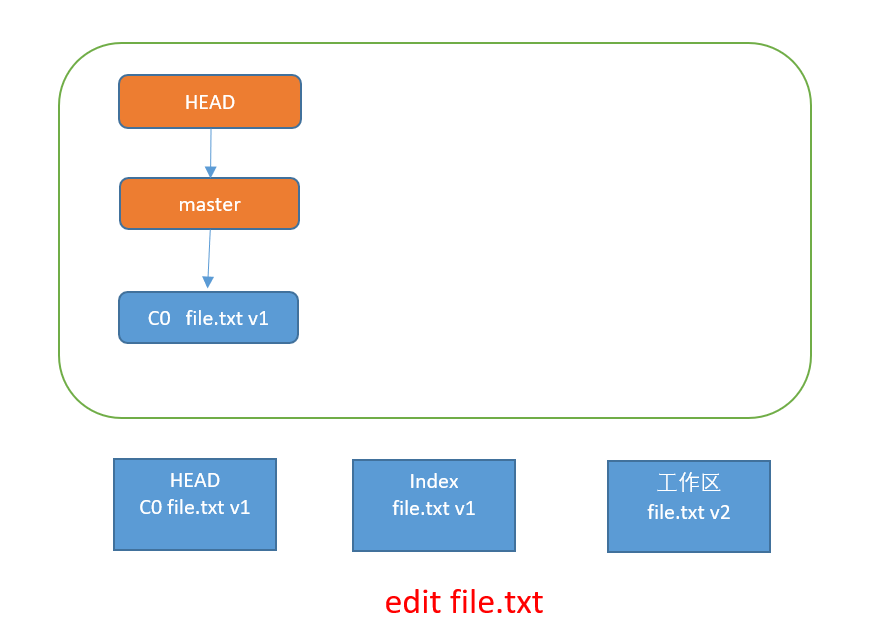 HEAD
master
C0 file.txt v1
HEAD
C0 file.txt v1
Index
file.txt v1
工作区
file.txt v2
edit file.txt